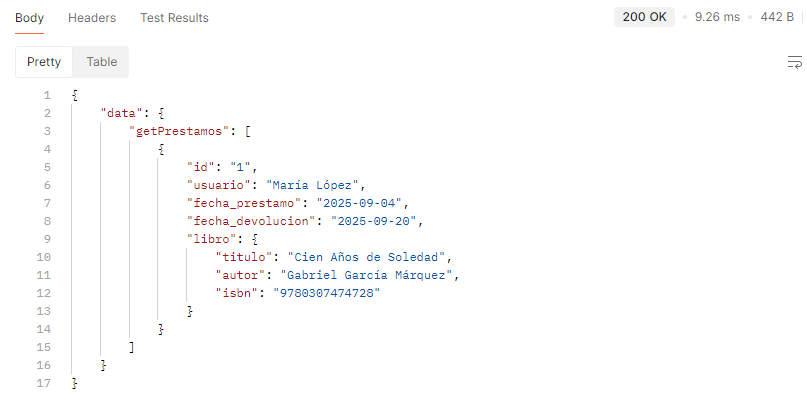 Body Headers Test Results 200 OK • 9.26 ms • 442 B
Pretty Table
1 {
2 "data": {
3 "getPrestamos": [
4 {
5 "id": "1",
6 "usuario": "María López",
7 "fecha_prestamo": "2025-09-04",
8 "fecha_devolucion": "2025-09-20",
9 "libro": {
10 "titulo": "Cien Años de Soledad",
11 "autor": "Gabriel García Márquez",
12 "isbn": "9780307474728"
13 }
14 }
15 ]
16 }
17 }